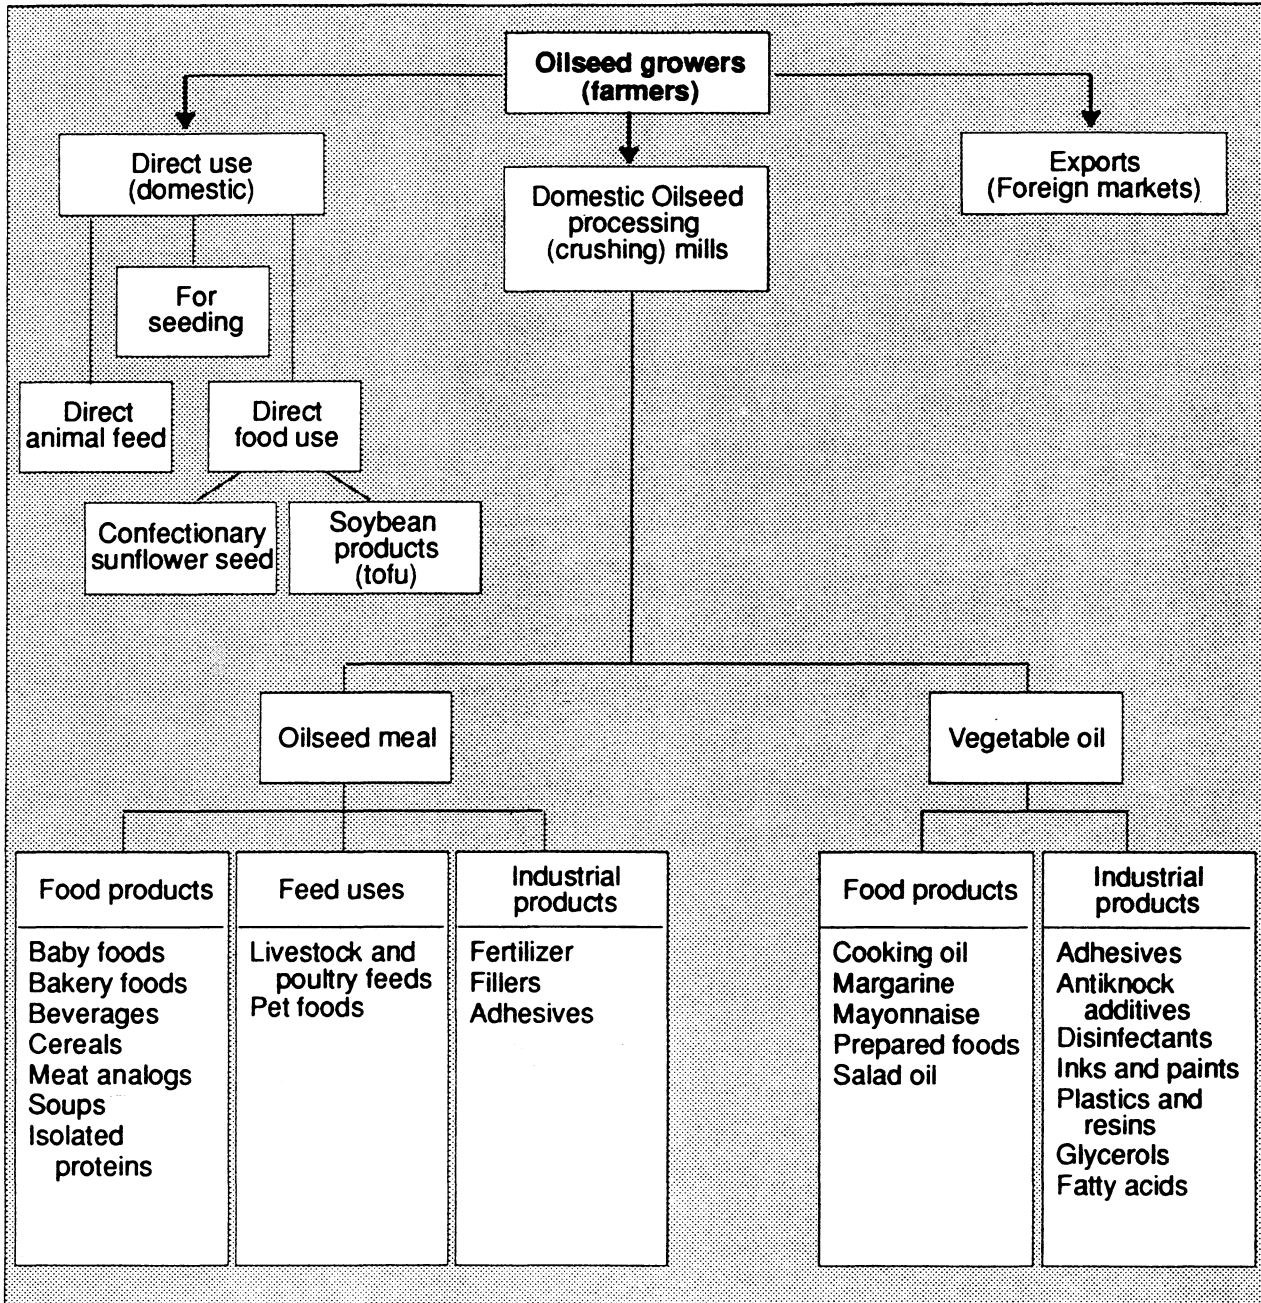 Oilseed growers
(farmers)
Direct use
(domestic)
Domestic Oilseed
processing
(crushing) mills
Exports
(Foreign markets)
For
seeding
Direct
animal feed
Direct
food use
Confectionary
sunflower seed
Soybean
products
(tofu)
Oilseed meal
Vegetable oil
Food products
Baby foods
Bakery foods
Beverages
Cereals
Meat analogs
Soups
Isolated
proteins
Feed uses
Livestock and
poultry feeds
Pet foods
Industrial
products
Fertilizer
Fillers
Adhesives
Food products
Cooking oil
Margarine
Mayonnaise
Prepared foods
Salad oil
Industrial
products
Adhesives
Antiknock
additives
Disinfectants
Inks and paints
Plastics and
resins
Glycerols
Fatty acids